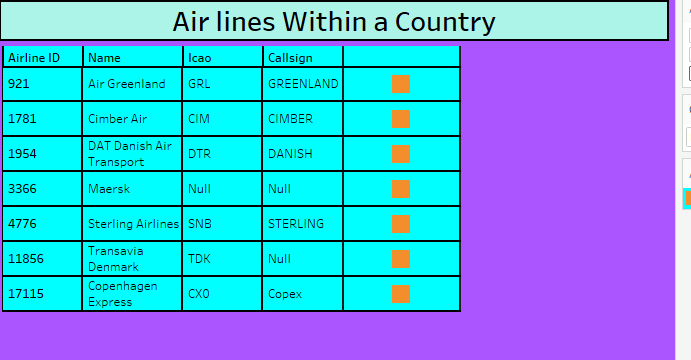 Air lines Within a Country
Airline ID Name Icao Callsign
921 Air Greenland GRL GREENLAND
1781 Cimber Air CIM CIMBER
1954 DAT Danish Air Transport DTR DANISH
3366 Maersk Null Null
4776 Sterling Airlines SNB STERLING
11856 Transavia Denmark TDK Null
17115 Copenhagen Express CX0 Copex